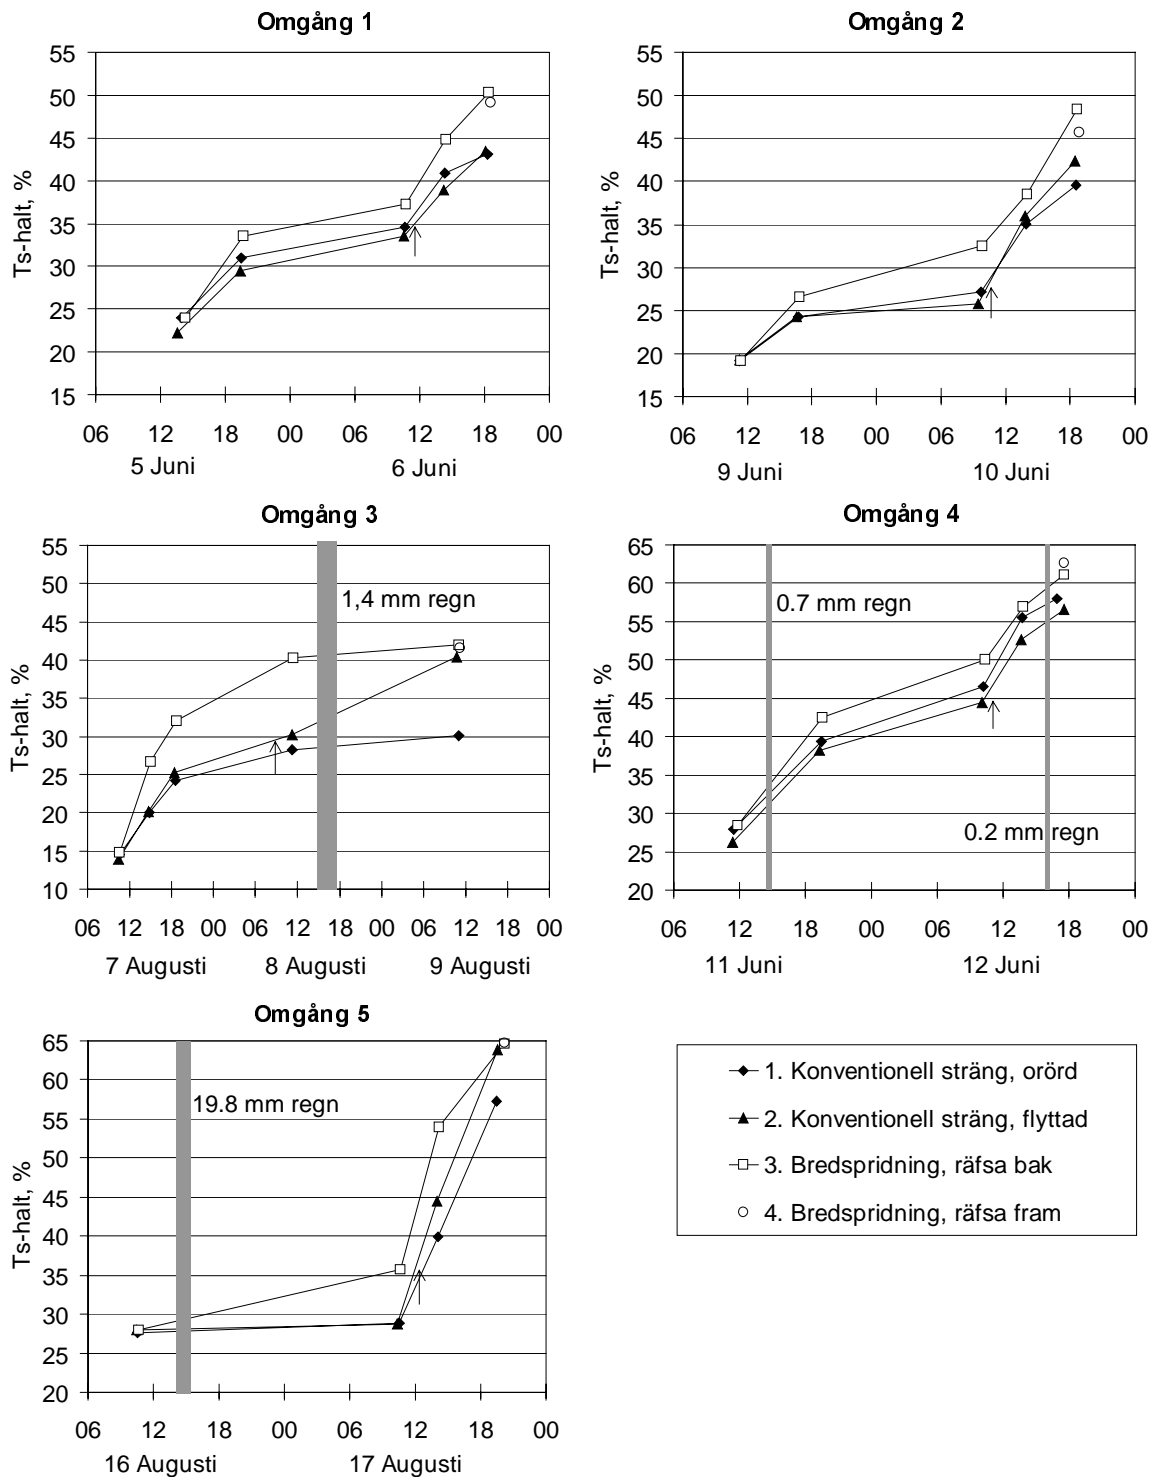 Omgång 1
Ts-halt, %
55
50
45
40
35
30
25
20
15
06 12 18 00 06 12 18 00
5 Juni 6 Juni
Omgång 2
Ts-halt, %
55
50
45
40
35
30
25
20
15
06 12 18 00 06 12 18 00
9 Juni 10 Juni
Omgång 3
Ts-halt, %
55
50
45
40
35
30
25
20
15
10
1,4 mm regn
06 12 18 00 06 12 18 00 06 12 18 00
7 Augusti 8 Augusti 9 Augusti
Omgång 4
Ts-halt, %
65
60
55
50
45
40
35
30
25
20
0.7 mm regn
0.2 mm regn
06 12 18 00 06 12 18 00
11 Juni 12 Juni
Omgång 5
Ts-halt, %
65
60
55
50
45
40
35
30
25
20
19.8 mm regn
06 12 18 00 06 12 18 00
16 Augusti 17 Augusti
1. Konventionell sträng, orörd
2. Konventionell sträng, flyttad
3. Bredspridning, räfsa bak
4. Bredspridning, räfsa fram